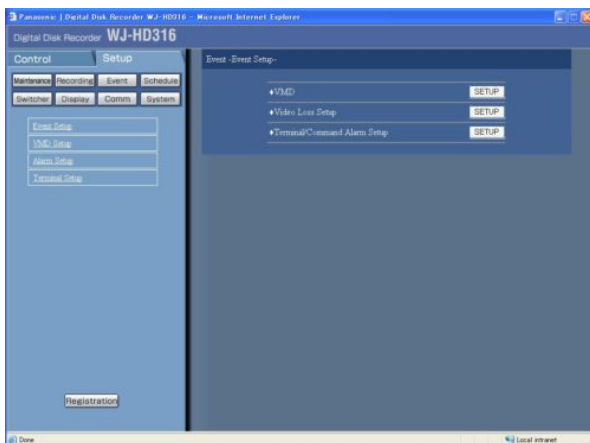 Panasonic | Digital Disk Recorder WJ-HD316 - Microsoft Internet Explorer
Digital Disk Recorder WJ-HD316
Control Setup
Maintenance Recording Event Schedule
Switcher Display Comm System
Event Setup
VMD Setup
Alarm Setup
Terminal Setup
Registration
Event -Event Setup-
♦VMD SETUP
♦Video Loss Setup SETUP
♦Terminal/Command Alarm Setup SETUP
Done Local intranet